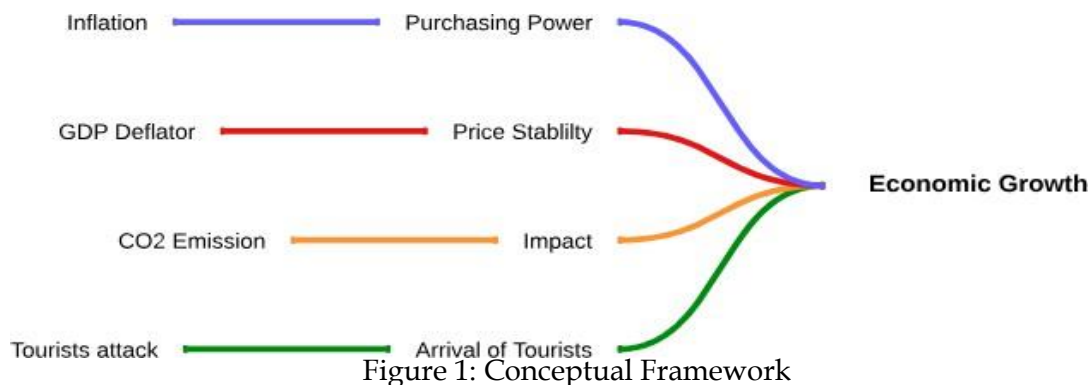 Inflation Purchasing Power
GDP Deflator Price Stablilty
Economic Growth
CO2 Emission Impact
Tourists attack Arrival of Tourists
Figure 1: Conceptual Framework